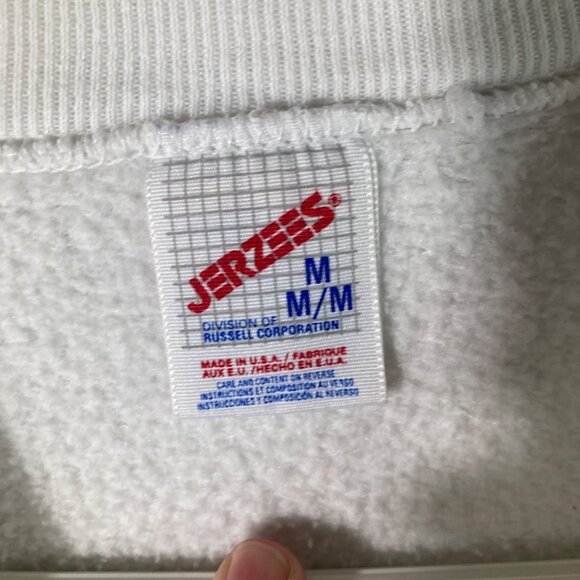 JERZEES®
M
M/M
DIVISION OF
RUSSELL CORPORATION
MADE IN U.S.A. / FABRIQUE
AUX E.U. /HECHO EN E.U.A.
CARE AND CONTENT ON REVERSE
INSTRUCTIONS ET COMPOSITION AU VERSO
INSTRUCCIONES Y COMPOSICIÓN AL REVERSO